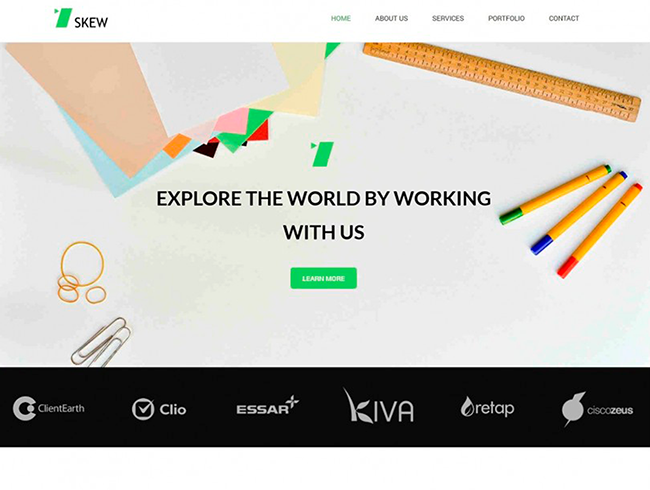 SKEW
HOME ABOUT US SERVICES PORTFOLIO CONTACT
EXPLORE THE WORLD BY WORKING
WITH US
LEARN MORE
ClientEarth Clio ESSAR KIVA retap ciscozeus